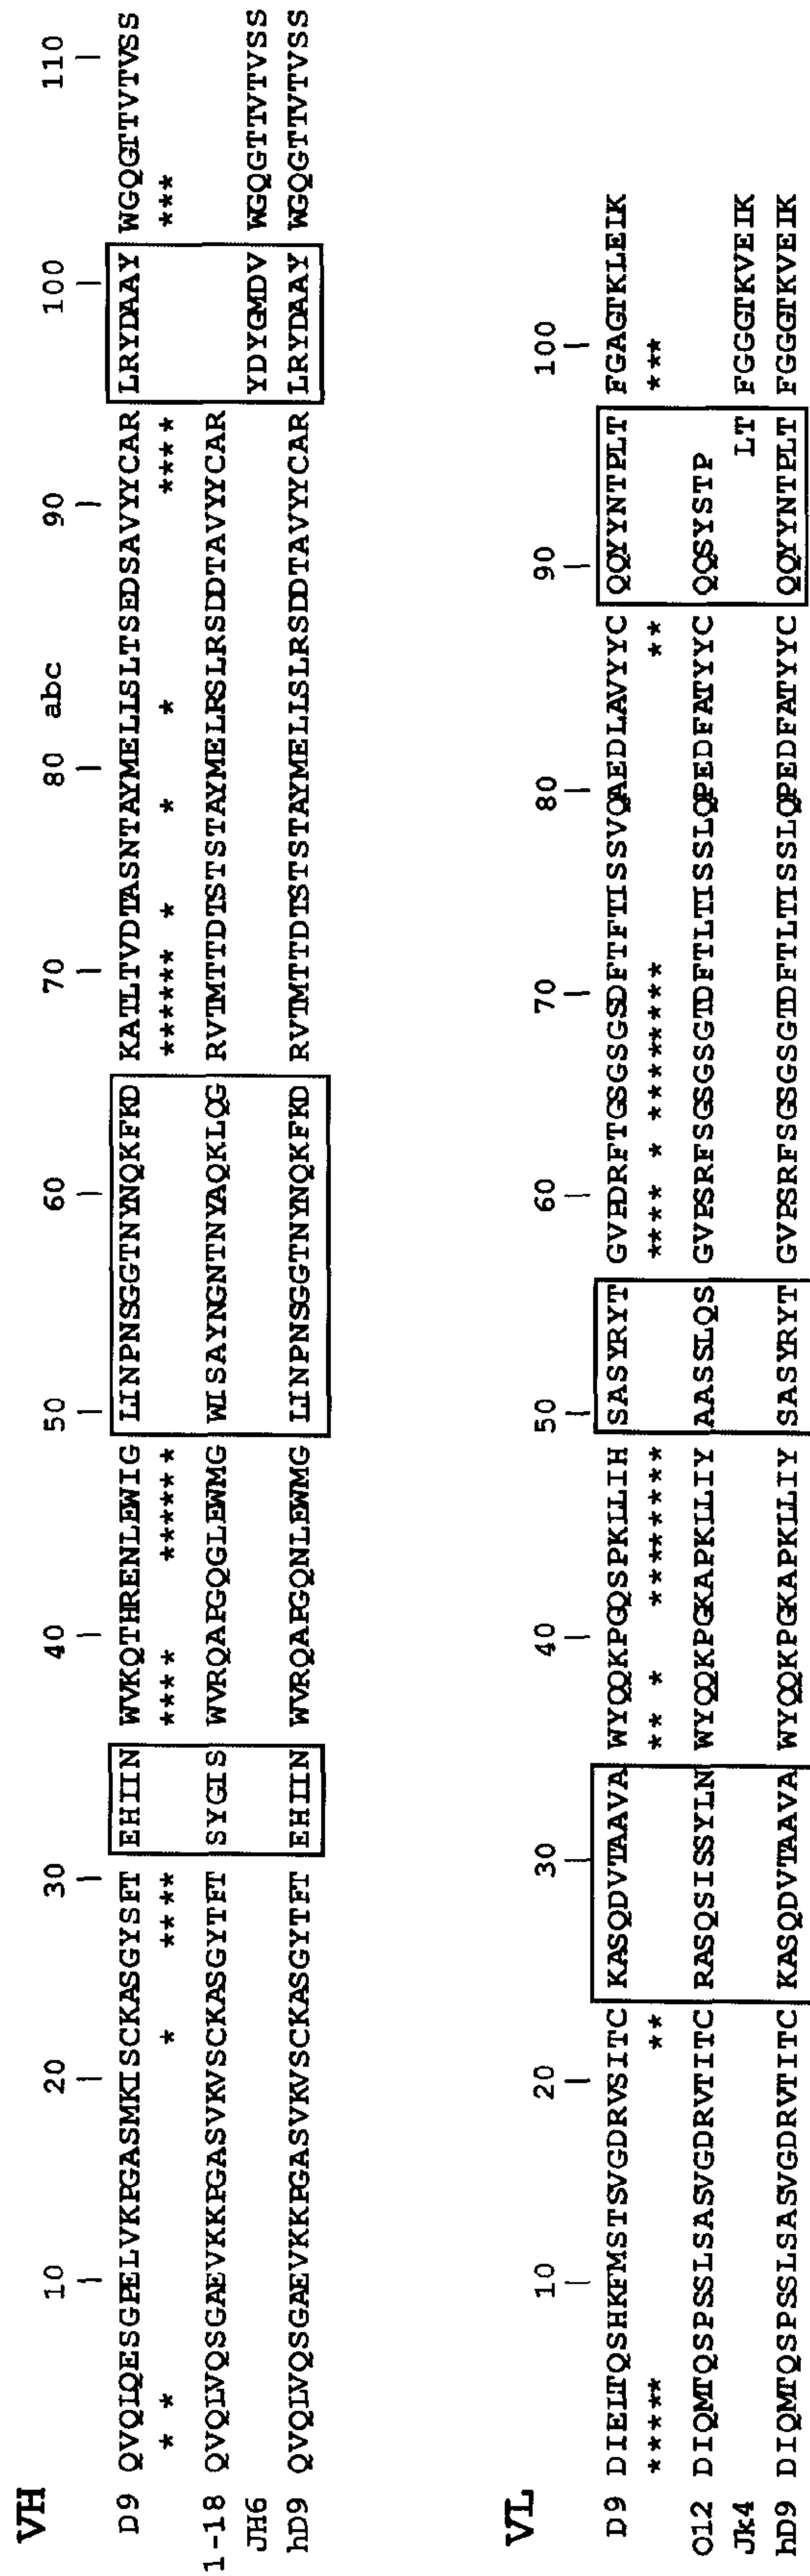 VH
10 20 30 40 50 60 70 80 abc 90 100 110
D9 QVQLQESGPELVKPGASMKISCKASGYSFT EHIIN WVKQTHRENLEWIG LINPNSGGTNYNQKFKD KATLTVDTASNTAYMELLSLTSEDSAVYYCAR LRYDAAY WGQGTTVTVSS
* * * **** **** ****** ****** * * * **** ***
1-18 QVQLVQSGAEVKKPGASVKVSCKASGYTFT SYGIS WVRQAPGQGLEWMG WISAYNGNTNYAQKLQG RVTMTTDTSTSTAYMELRSLRSDDTAVYYCAR
JH6 YDYGMDV WGQGTTVTVSS
hD9 QVQLVQSGAEVKKPGASVKVSCKASGYTFT EHIIN WVRQAPGQNLEWMG LINPNSGGTNYNQKFKD RVTMTTDTSTSTAYMELLSLRSDDTAVYYCAR LRYDAAY WGQGTTVTVSS
VL
10 20 30 40 50 60 70 80 90 100
D9 DIELTQSHKFMSTSVGDRVSITC KASQDVTAAVA WYQQKPGQSPKLLIH SASYRYT GVPDRFTGSGSGSDFTFTISSVQAEDLAVYYC QQYYNTPLT FGAGTKLEIK
***** ** ** * ******** **** * ******** ** ***
O12 DIQMTQSPSSLSASVGDRVTITC RASQSISSYLN WYQQKPGKAPKLLIY AASSLQS GVPSRFSGSGSGTDFTLTISSLQPEDFATYYC QQSYSTP
Jk4 LT FGGGTKVEIK
hD9 DIQMTQSPSSLSASVGDRVTITC KASQDVTAAVA WYQQKPGKAPKLLIY SASYRYT GVPSRFSGSGSGTDFTLTISSLQPEDFATYYC QQYYNTPLT FGGGTKVEIK